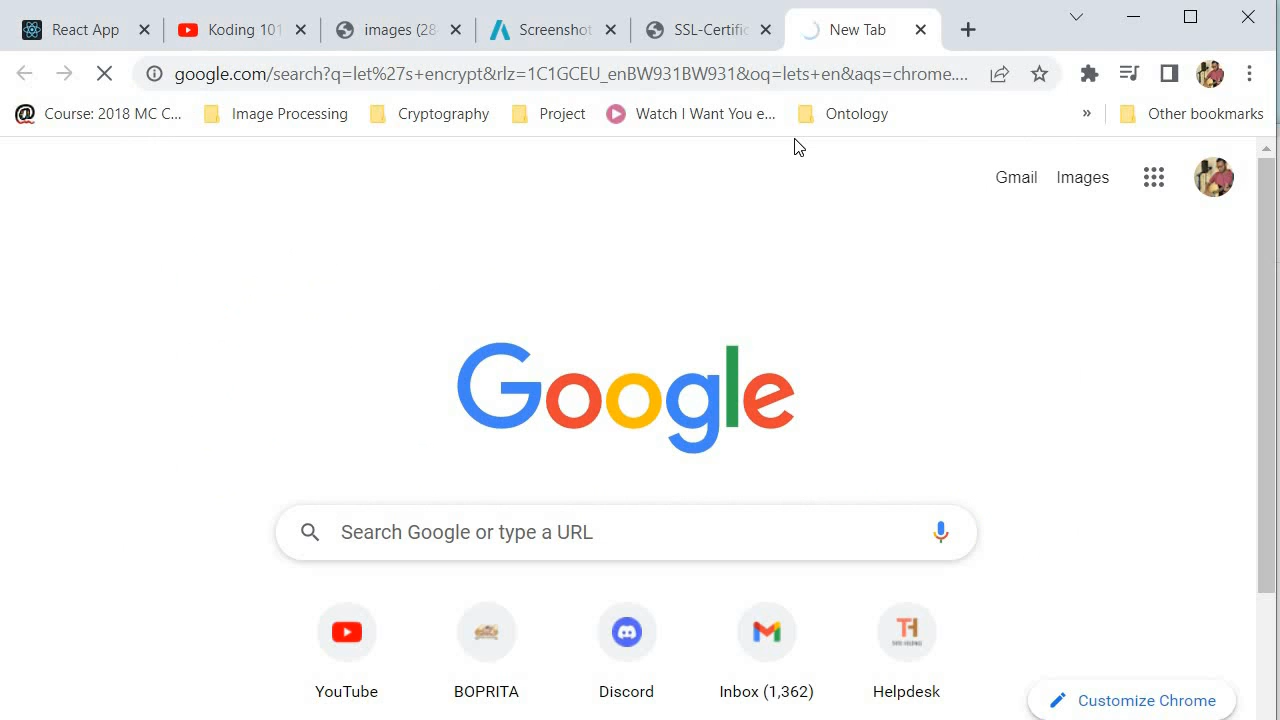 React App
Koding 101
images (28
Screenshot
SSL-Certific
New Tab
google.com/search?q=let%27s+encrypt&rlz=1C1GCEU_enBW931BW931&oq=lets+en&aqs=chrome....
Course: 2018 MC C...
Image Processing
Cryptography
Project
Watch I Want You e...
Ontology
»
Other bookmarks
Gmail
Images
Google
Search Google or type a URL
YouTube
BOPRITA
Discord
Inbox (1,362)
Helpdesk
Customize Chrome